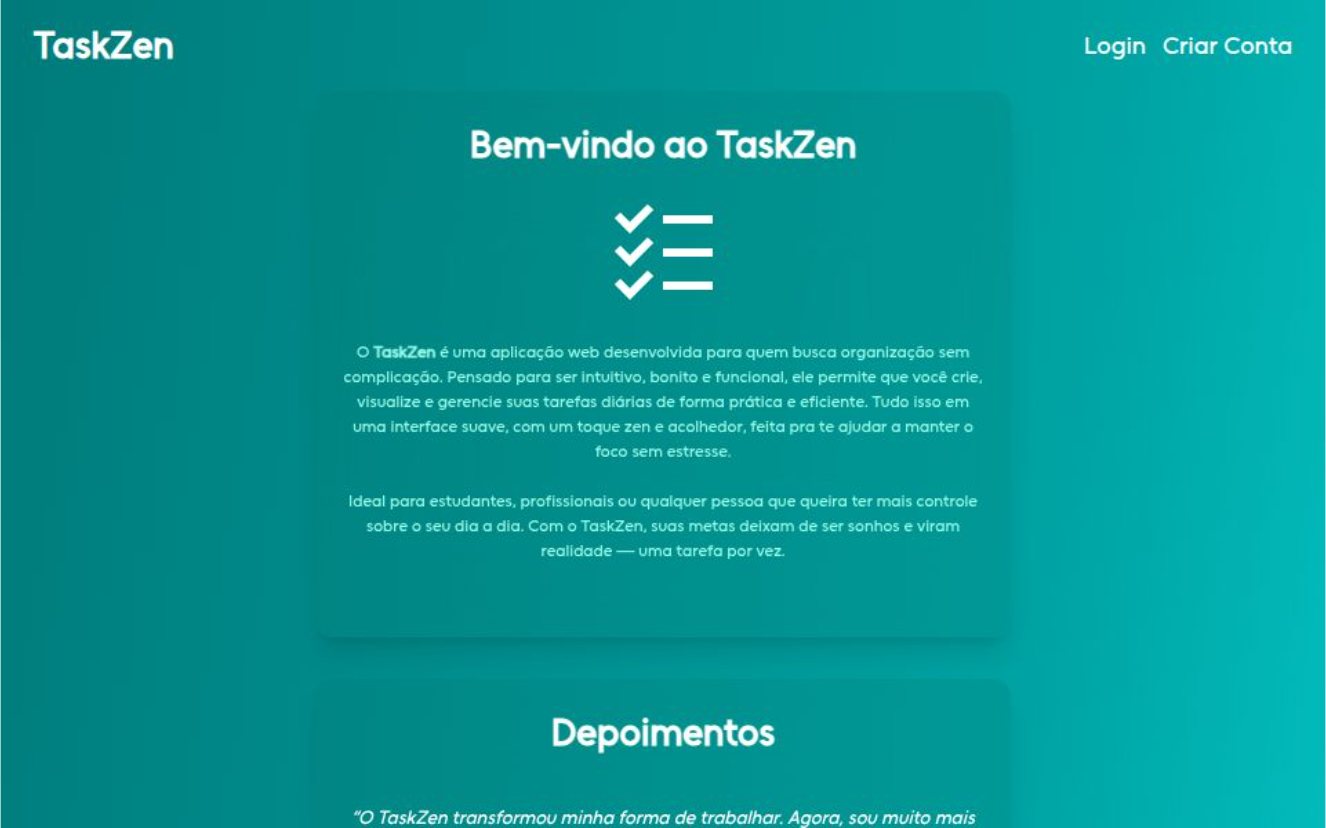 TaskZen
Login Criar Conta
Bem-vindo ao TaskZen
O TaskZen é uma aplicação web desenvolvida para quem busca organização sem
complicação. Pensado para ser intuitivo, bonito e funcional, ele permite que você crie,
visualize e gerencie suas tarefas diárias de forma prática e eficiente. Tudo isso em
uma interface suave, com um toque zen e acolhedor, feita pra te ajudar a manter o
foco sem estresse.
Ideal para estudantes, profissionais ou qualquer pessoa que queira ter mais controle
sobre o seu dia a dia. Com o TaskZen, suas metas deixam de ser sonhos e viram
realidade — uma tarefa por vez.
Depoimentos
“O TaskZen transformou minha forma de trabalhar. Agora, sou muito mais